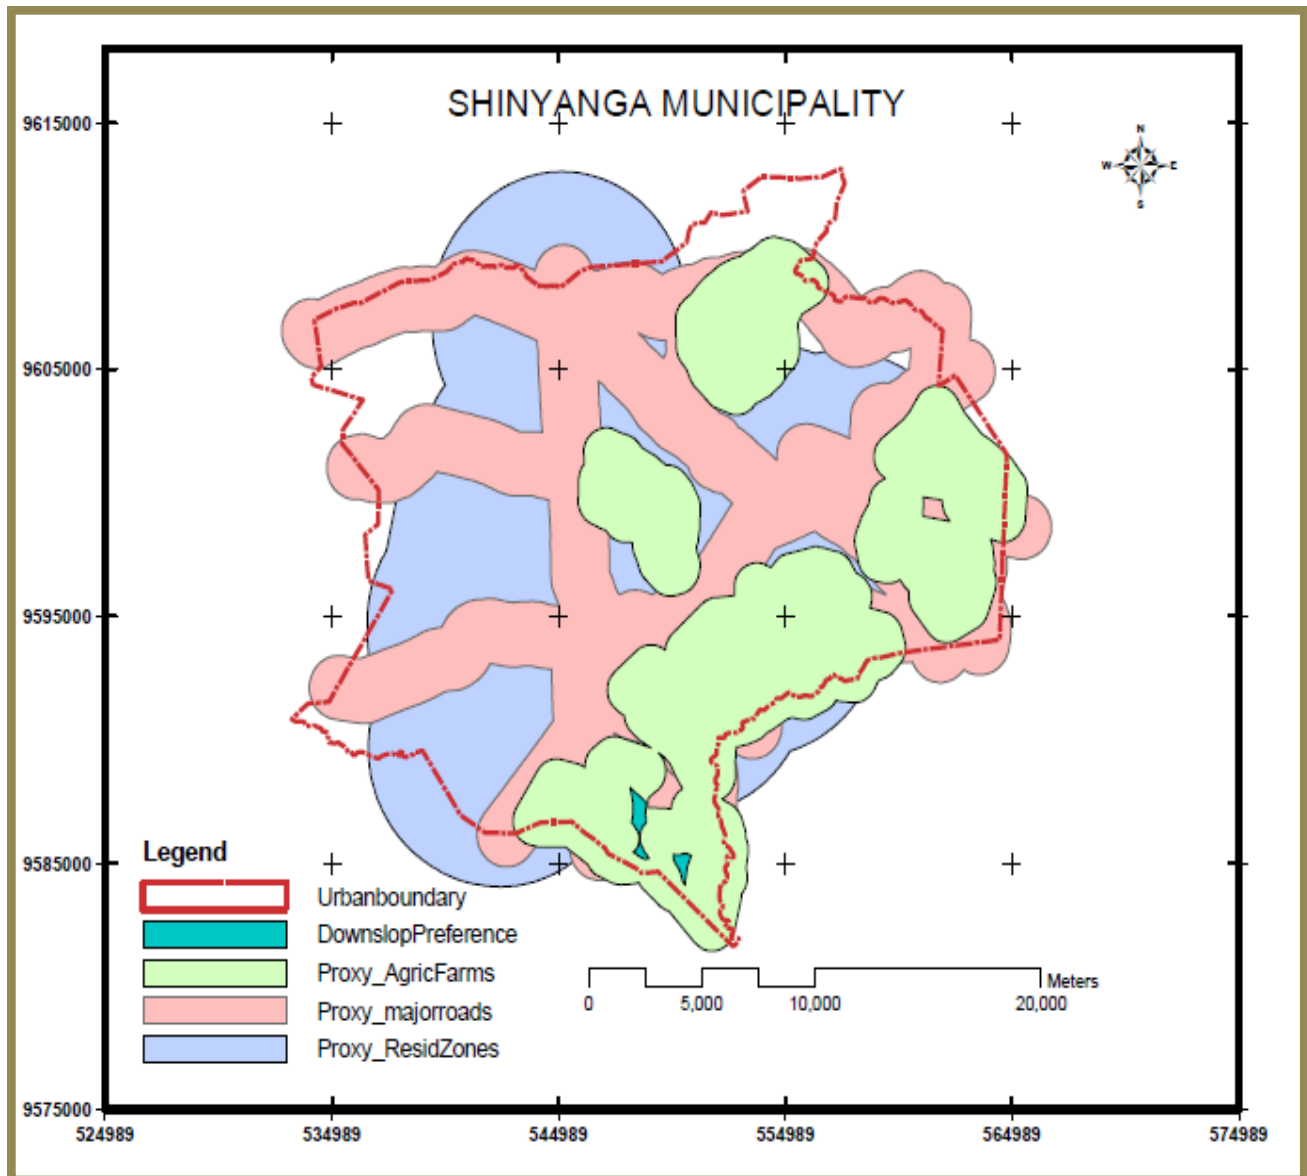 SHINYANGA MUNICIPALITY
9615000
N
W E
S
9605000
9595000
9585000
Legend
Urbanboundary
DownslopPreference
Proxy_AgricFarms
Proxy_majorroads
Proxy_ResidZones
Meters
0 5,000 10,000 20,000
9575000
524989 534989 544989 554989 564989 574989